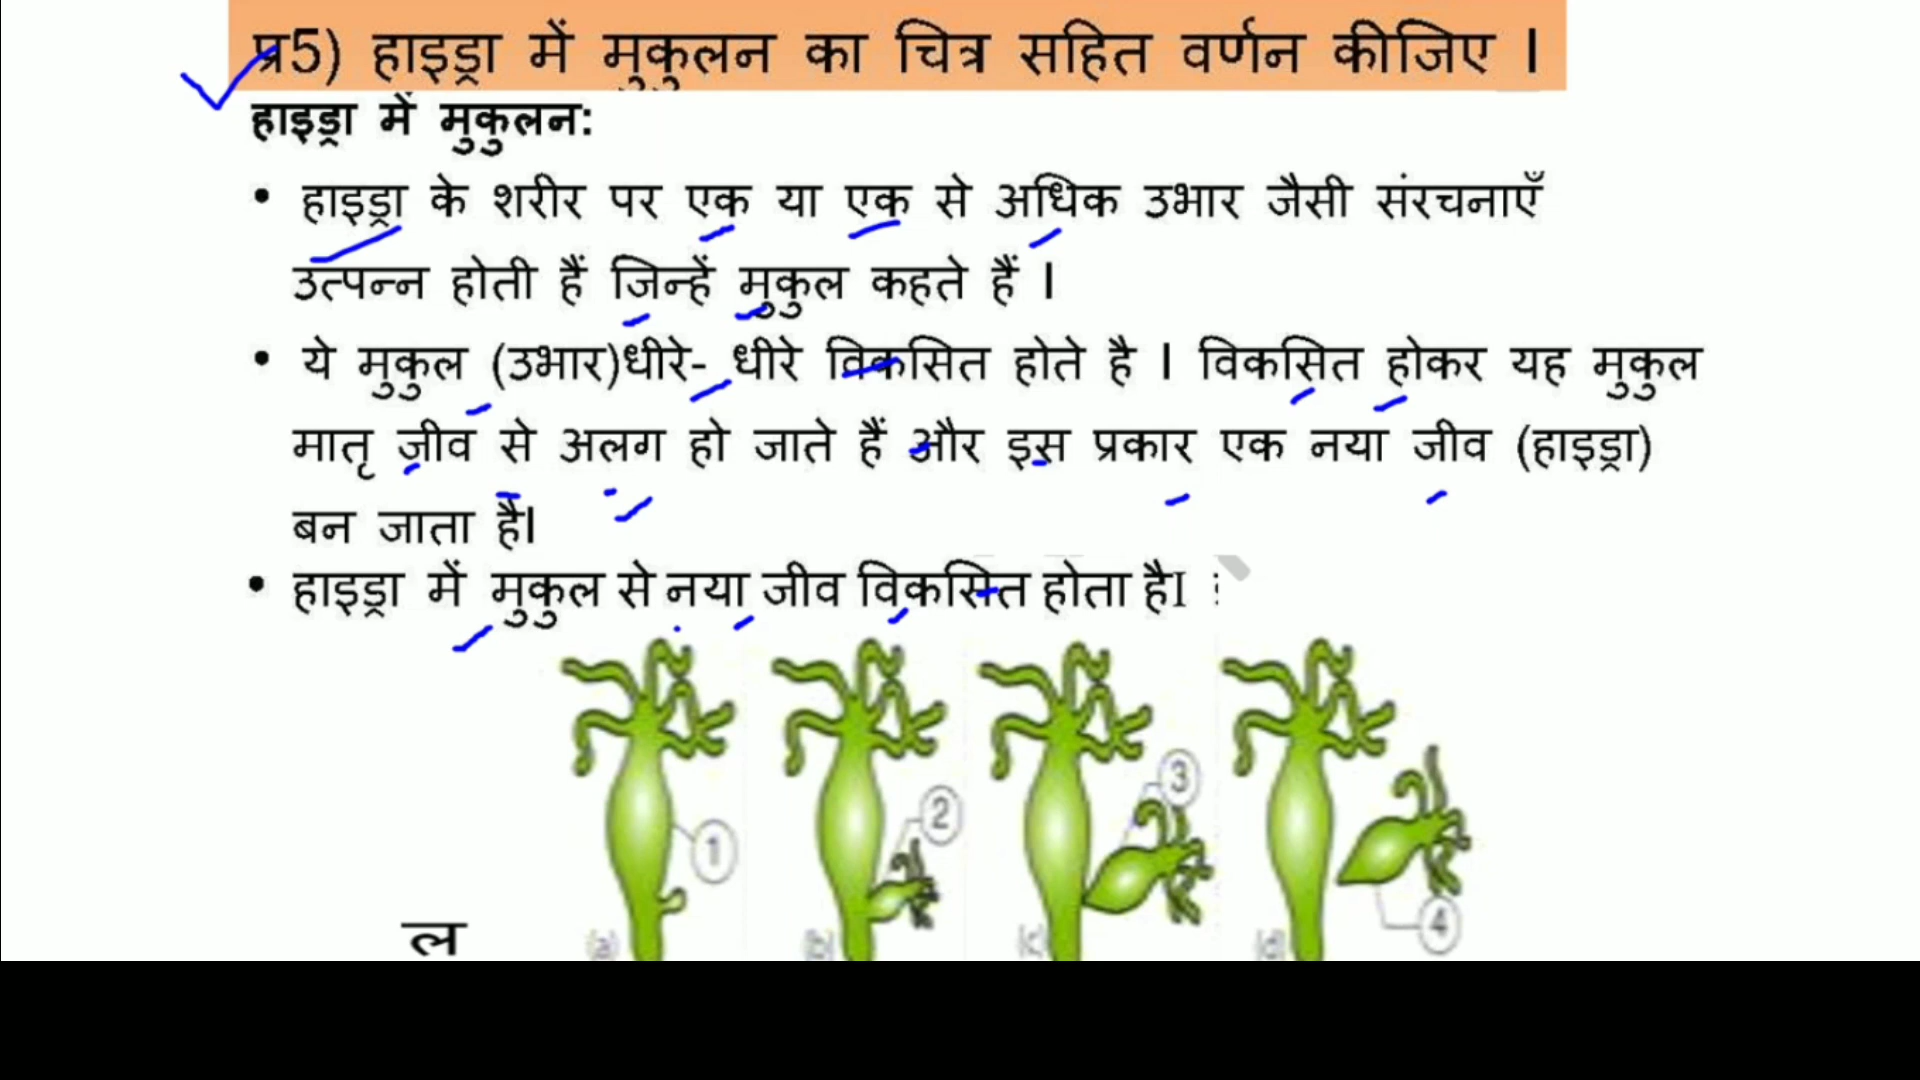 प्र5) हाइड्रा में मुकुलन का चित्र सहित वर्णन कीजिए ।
हाइड्रा में मुकुलन:
• हाइड्रा के शरीर पर एक या एक से अधिक उभार जैसी संरचनाएँ
उत्पन्न होती हैं जिन्हें मुकुल कहते हैं ।
• ये मुकुल (उभार)धीरे- धीरे विकसित होते है । विकसित होकर यह मुकुल
मातृ जीव से अलग हो जाते हैं और इस प्रकार एक नया जीव (हाइड्रा)
बन जाता है।
• हाइड्रा में मुकुल से नया जीव विकसित होता हैI
3
2
1
4
ल
(a) (b) (c) (d)